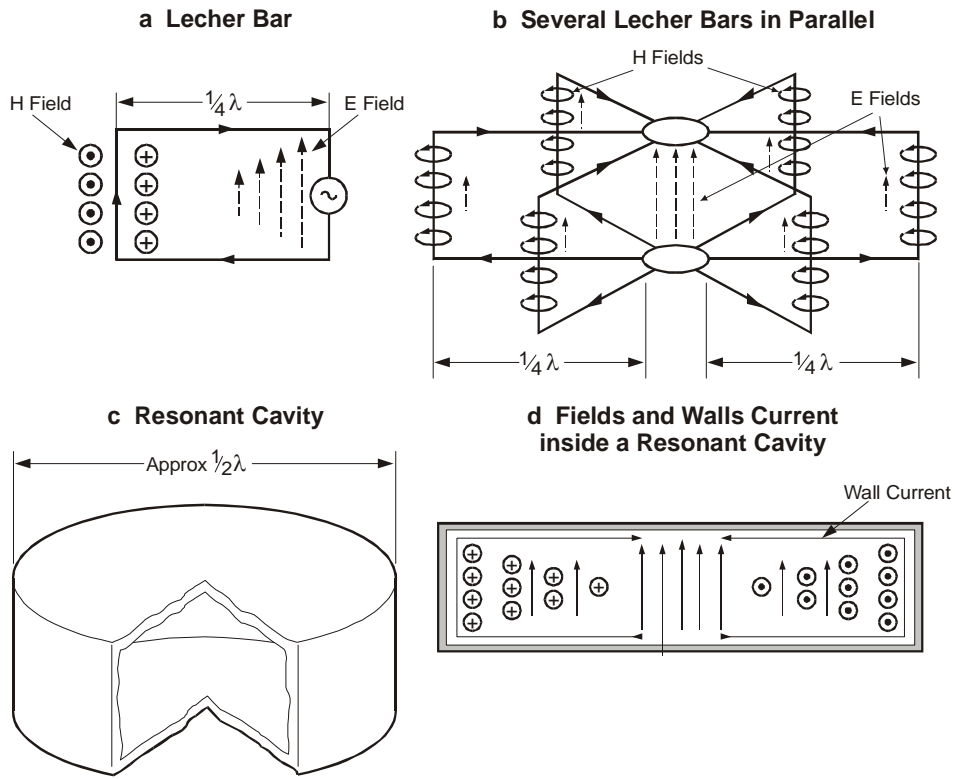 a Lecher Bar
H Field
¼ λ
E Field
b Several Lecher Bars in Parallel
H Fields
E Fields
¼ λ
¼ λ
c Resonant Cavity
Approx ½ λ
d Fields and Walls Current
inside a Resonant Cavity
Wall Current